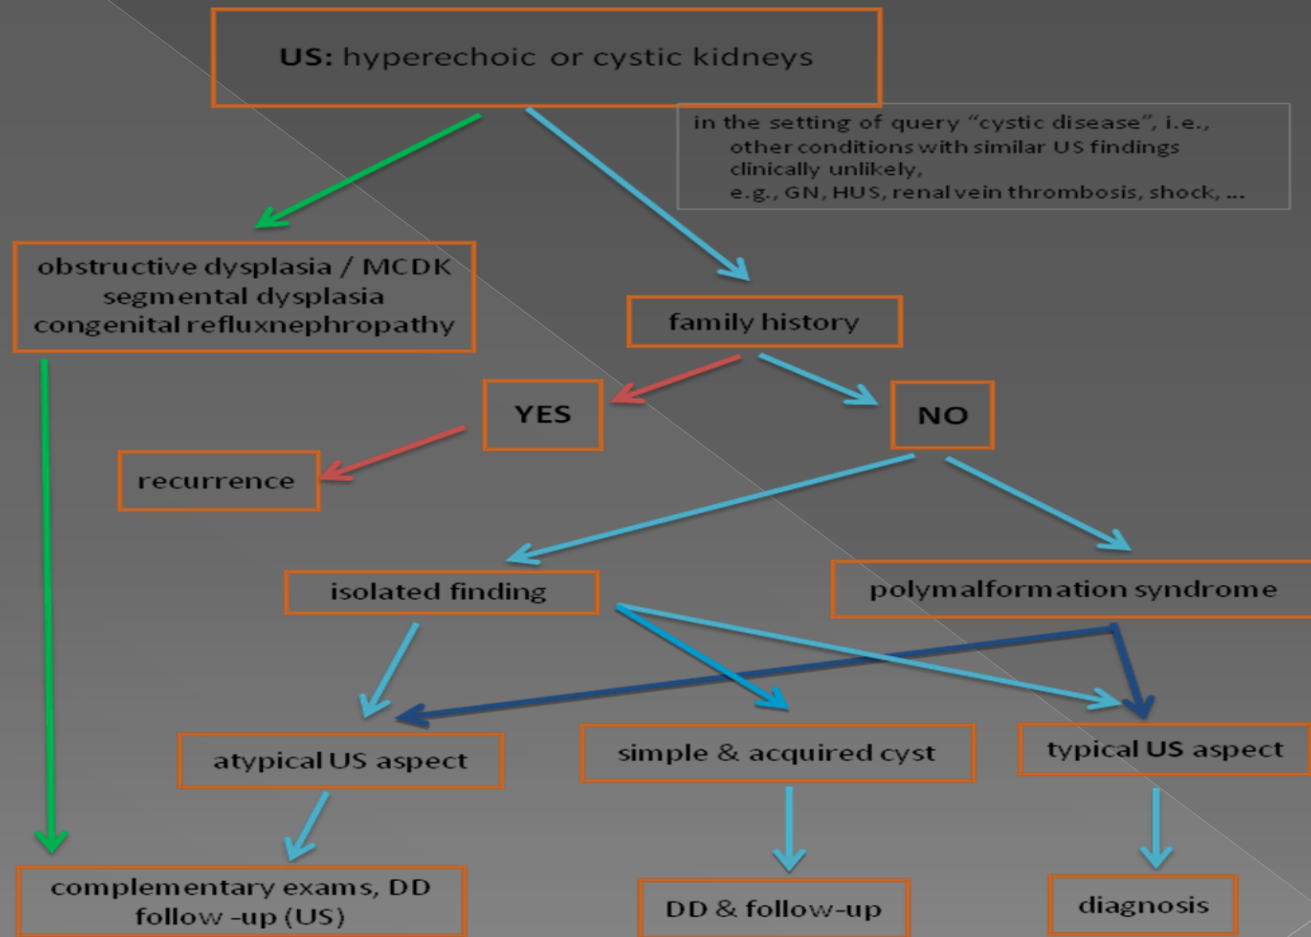 US: hyperechoic or cystic kidneys
in the setting of query “cystic disease”, i.e.,
other conditions with similar US findings
clinically unlikely,
e.g., GN, HUS, renal vein thrombosis, shock, ...
obstructive dysplasia / MCDK
segmental dysplasia
congenital refluxnephropathy
family history
YES
NO
recurrence
isolated finding
polymalformation syndrome
atypical US aspect
simple & acquired cyst
typical US aspect
complementary exams, DD
follow -up (US)
DD & follow-up
diagnosis